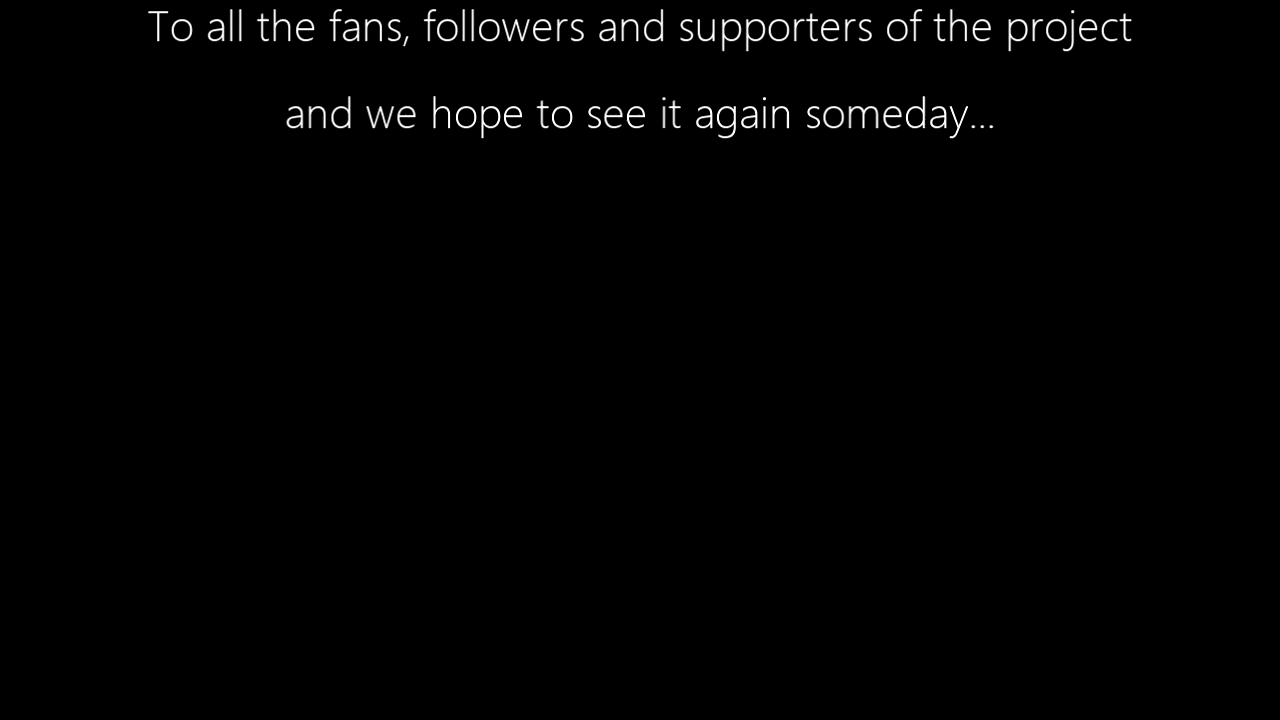 To all the fans, followers and supporters of the project
and we hope to see it again someday...